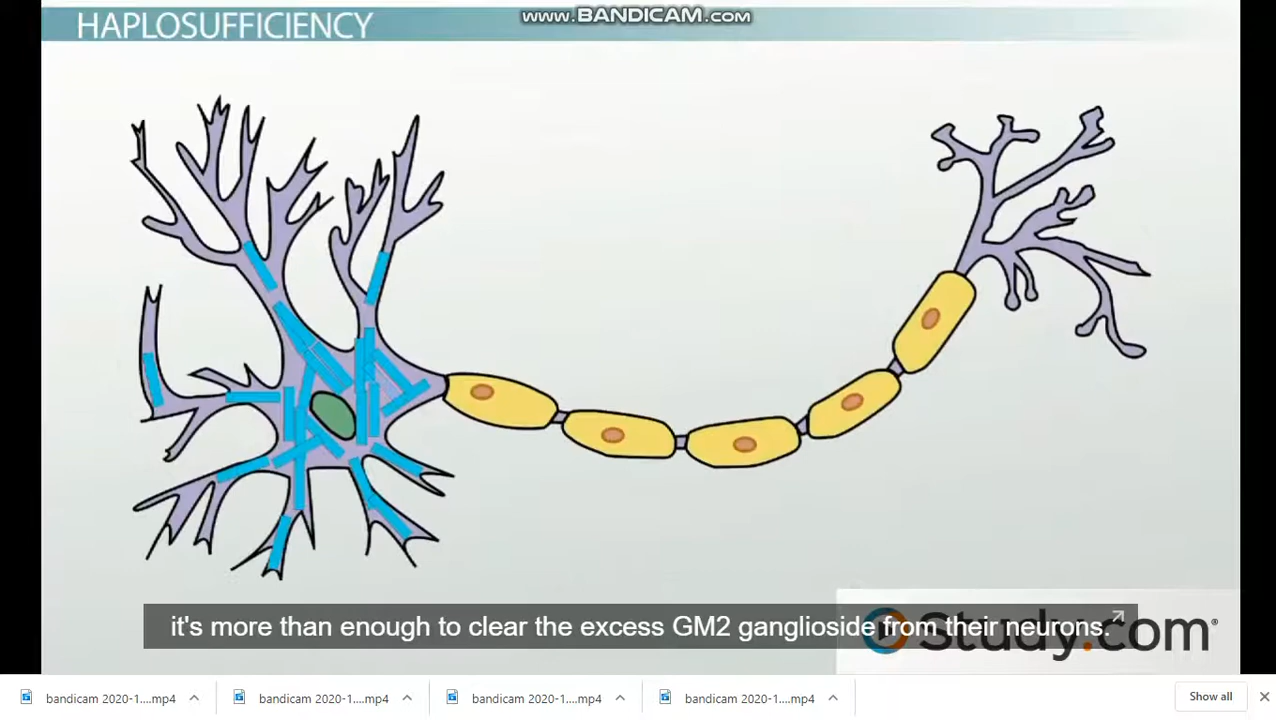 HAPLOSUFFICIENCY
www.BANDICAM.com
it's more than enough to clear the excess GM2 ganglioside from their neurons.
Study.com®
bandicam 2020-1....mp4
bandicam 2020-1....mp4
bandicam 2020-1....mp4
bandicam 2020-1....mp4
Show all